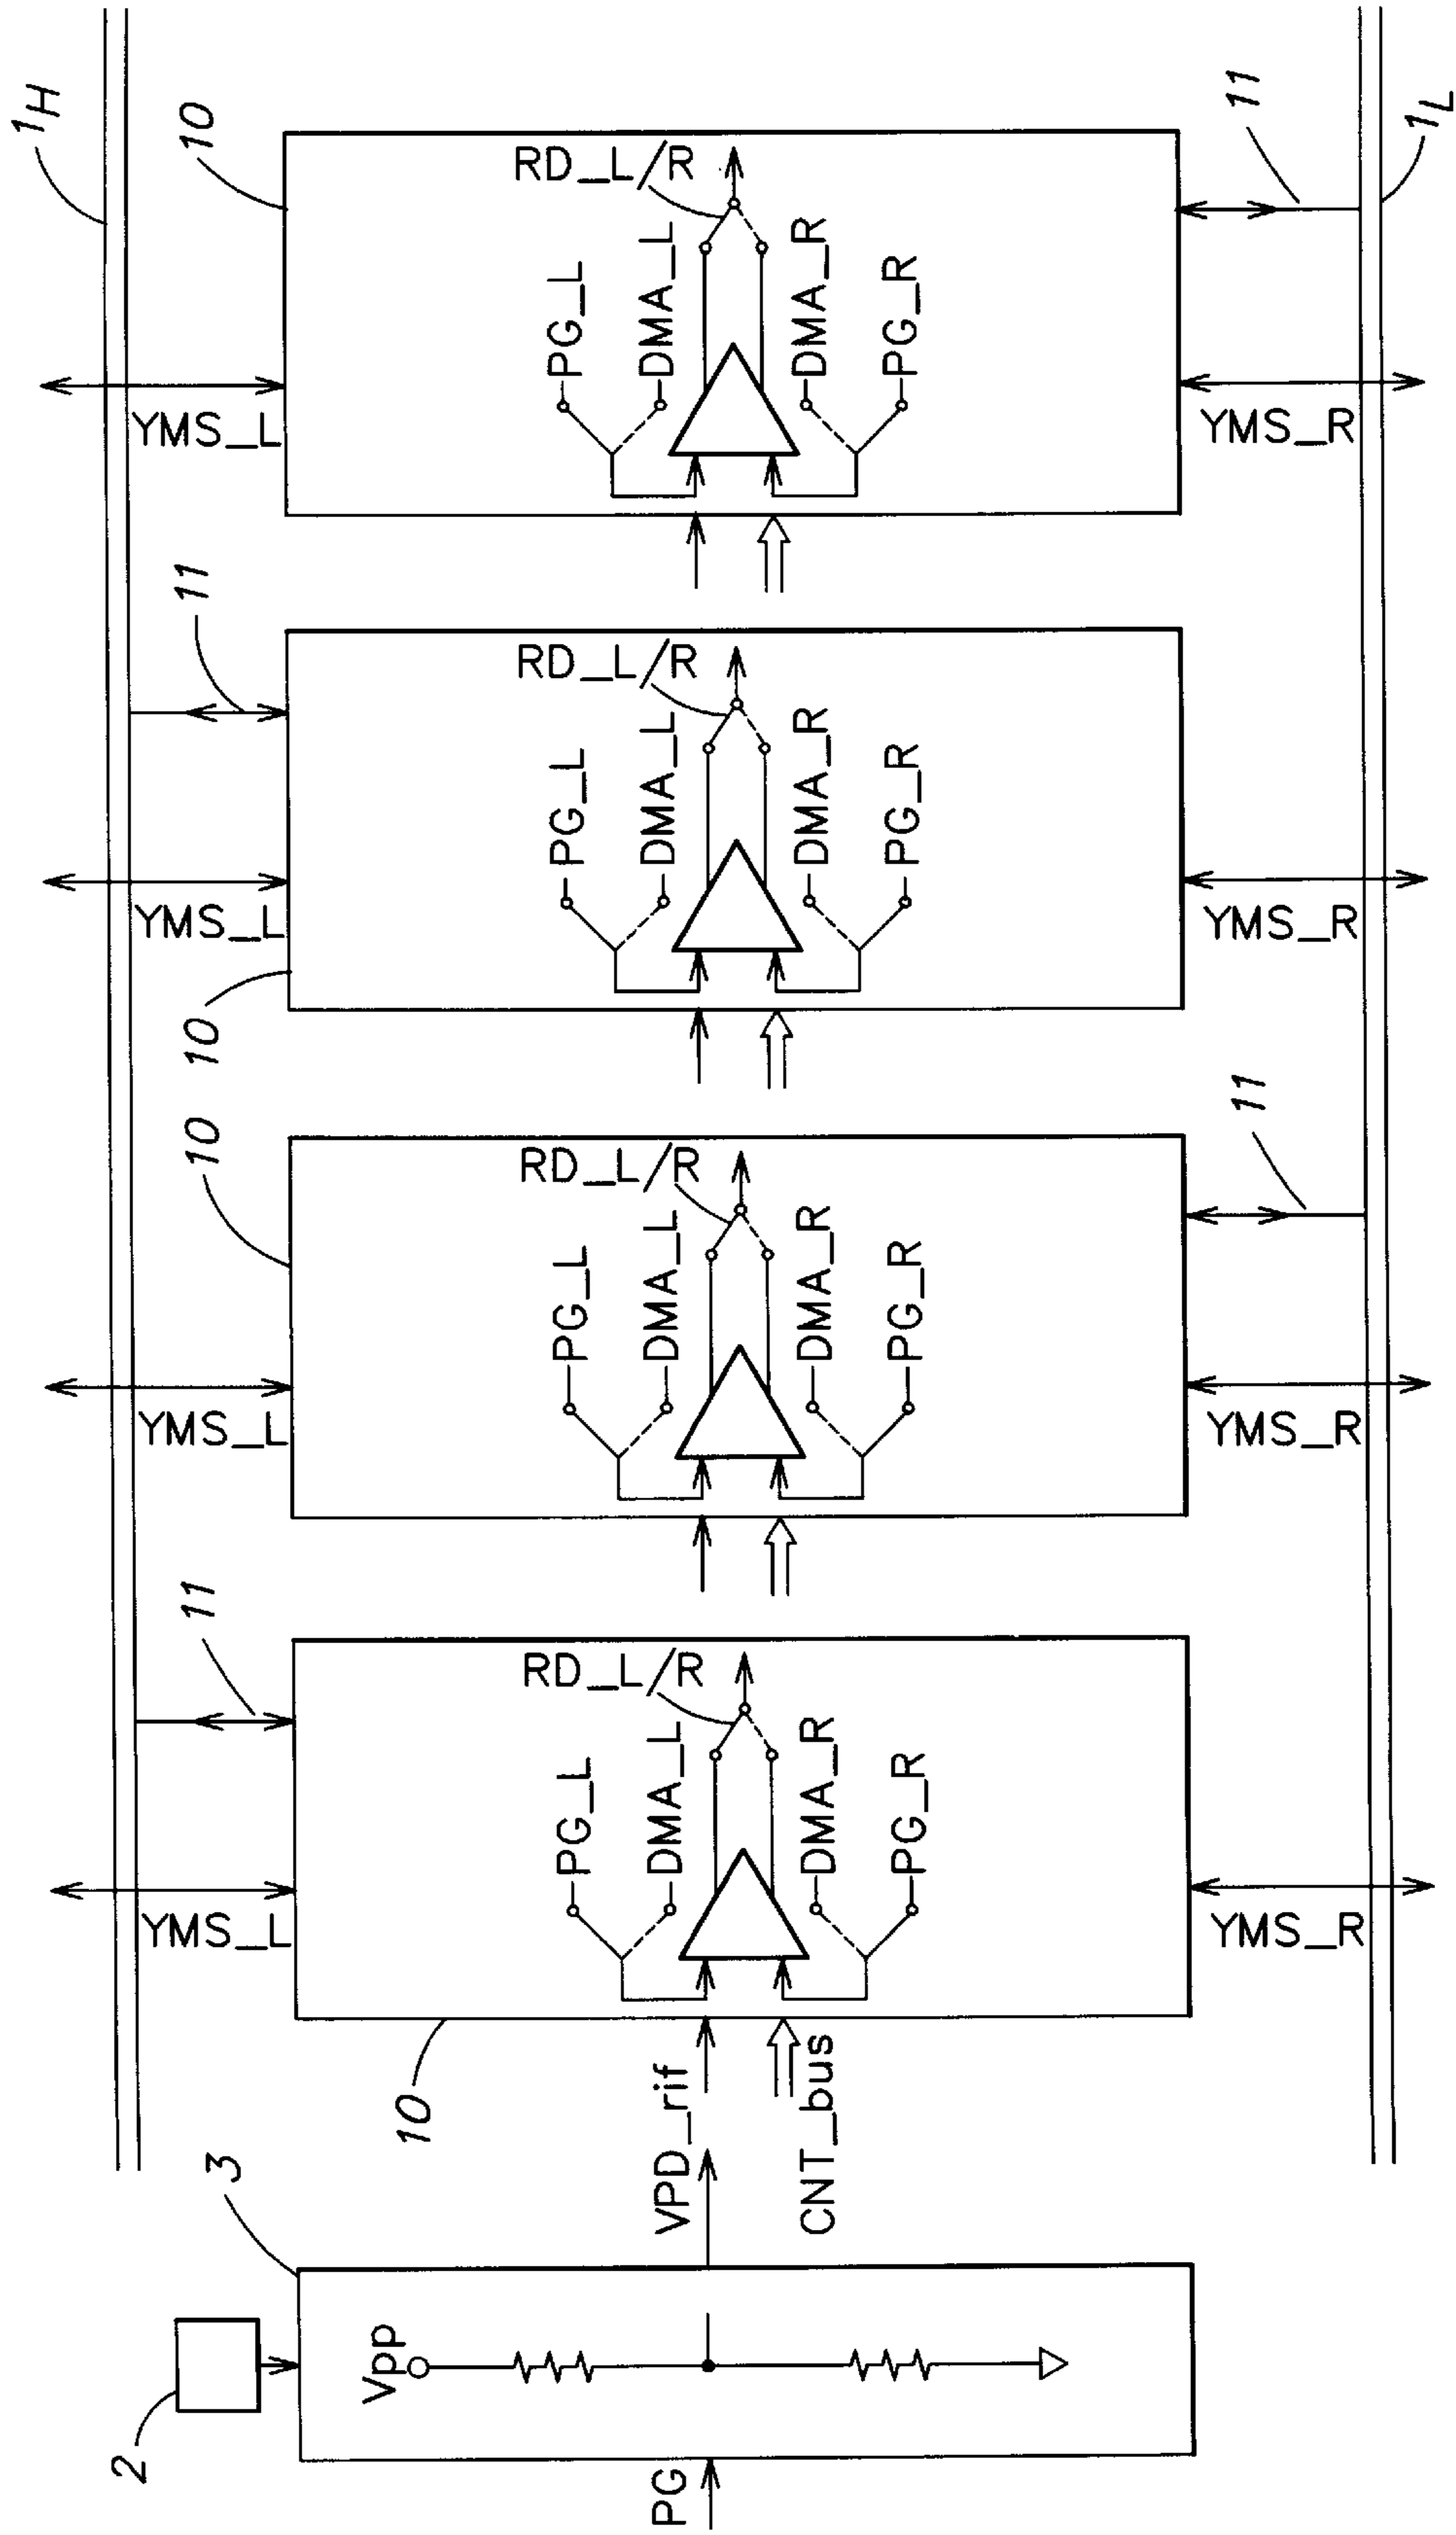 1H
10
11
10
10
11
11
10
3
2
11
1L
YMS_L
YMS_L
YMS_L
YMS_L
RD_L/R
PG_L
DMA_L
DMA_R
PG_R
RD_L/R
PG_L
DMA_L
DMA_R
PG_R
RD_L/R
PG_L
DMA_L
DMA_R
PG_R
RD_L/R
PG_L
DMA_L
DMA_R
PG_R
YMS_R
YMS_R
YMS_R
YMS_R
11
VPD_rif
CNT_bus
Vpp
PG